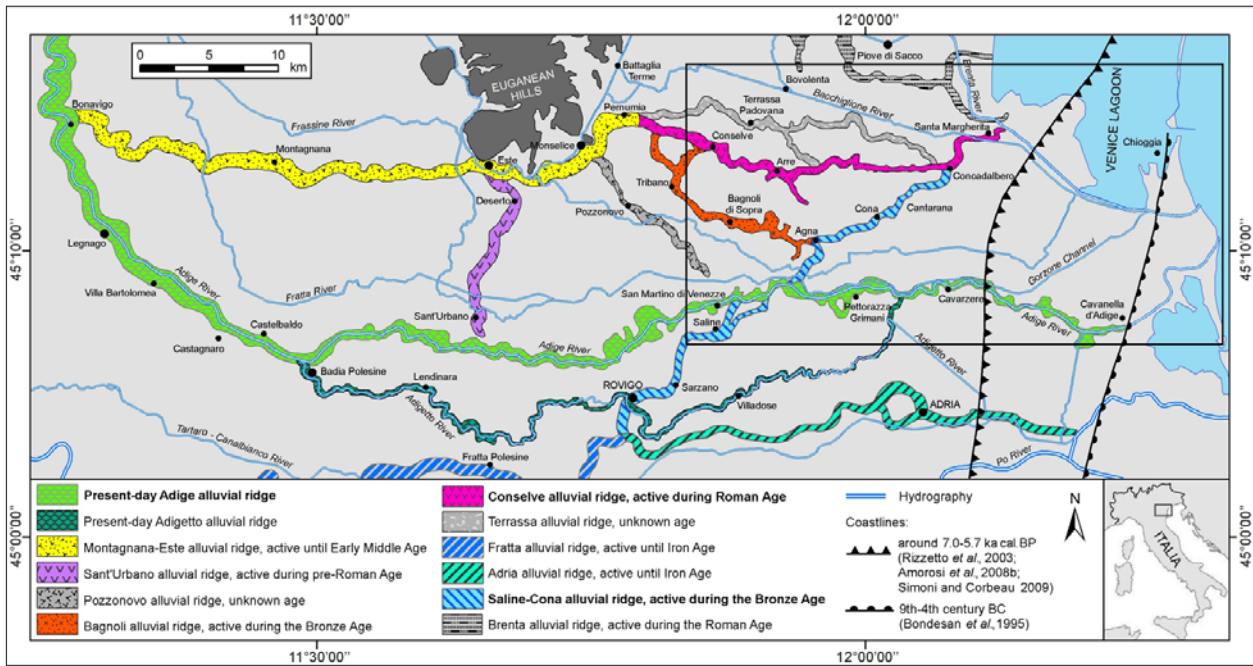 11°30'00''
12°00'00''
0 5 10
km
Bonavigo
Frassine River
Montagnana
EUGANEAN
HILLS
Battaglia
Terme
Este
Monselice
Pernumia
Deserto
Pozzonovo
Piove di Sacco
Bovolenta
Brenta River
Bacchiglione River
Terrassa
Padovana
Conselve
Arre
Santa Margherita
Concadalbero
Tribano
Bagnoli
di Sopra
Cona
Cantarana
Agna
VENICE LAGOON
Chioggia
45°10'00''
45°10'00''
Legnago
Adige River
Villa Bartolomea
Fratta River
Castelbaldo
Castagnaro
Sant'Urbano
Adige River
San Martino di Venezze
Saline
Pettorazza
Grimani
Cavarzere
Gorzone Channel
Cavanella
d'Adige
Adige River
Badia Polesine
Lendinara
Adigetto River
ROVIGO
Sarzano
Villadose
Adigetto River
ADRIA
Tartaro - Canalbianco River
Fratta Polesine
Po River
Present-day Adige alluvial ridge
Present-day Adigetto alluvial ridge
Montagnana-Este alluvial ridge, active until Early Middle Age
Sant'Urbano alluvial ridge, active during pre-Roman Age
Pozzonovo alluvial ridge, unknown age
Bagnoli alluvial ridge, active during the Bronze Age
Conselve alluvial ridge, active during Roman Age
Terrassa alluvial ridge, unknown age
Fratta alluvial ridge, active until Iron Age
Adria alluvial ridge, active until Iron Age
Saline-Cona alluvial ridge, active during the Bronze Age
Brenta alluvial ridge, active during the Roman Age
Hydrography
Coastlines:
around 7.0-5.7 ka cal.BP
(Rizzetto et al., 2003;
Amorosi et al., 2008b;
Simoni and Corbeau 2009)
9th-4th century BC
(Bondesan et al., 1995)
N
ITALIA
45°00'00''
45°00'00''
11°30'00''
12°00'00''